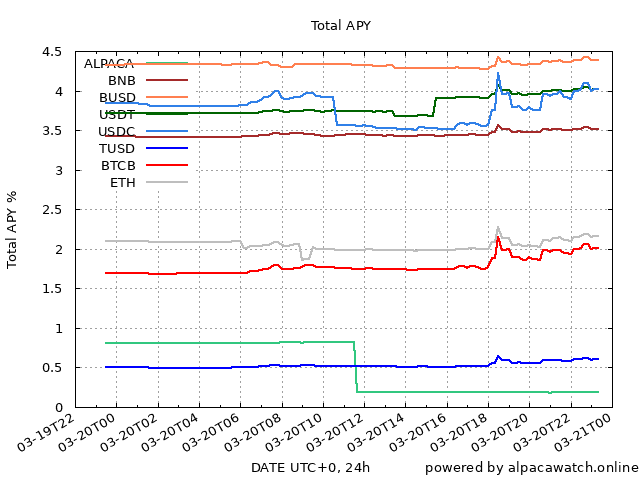 Total APY
Total APY %
4.5
4
3.5
3
2.5
2
1.5
1
0.5
0
ALPACA
BNB
BUSD
USDT
USDC
TUSD
BTCB
ETH
03-19T22
03-20T00
03-20T02
03-20T04
03-20T06
03-20T08
03-20T10
03-20T12
03-20T14
03-20T16
03-20T18
03-20T20
03-20T22
03-21T00
DATE UTC+0, 24h
powered by alpacawatch.online